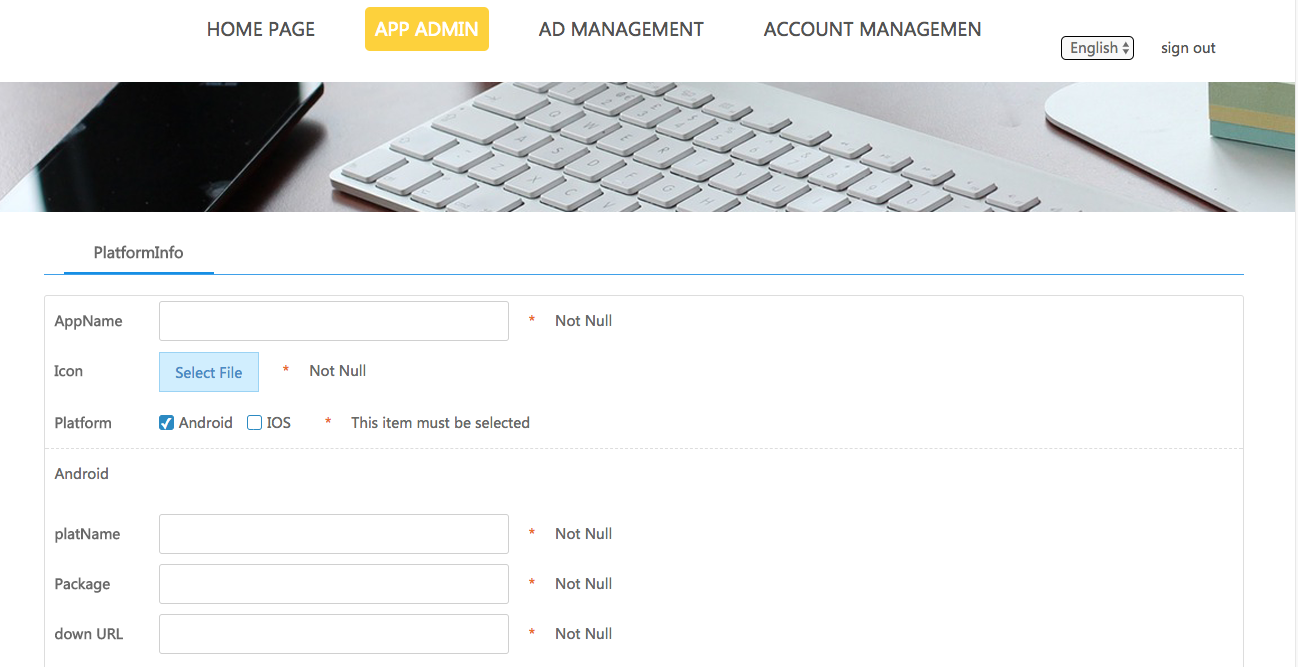 HOME PAGE APP ADMIN AD MANAGEMENT ACCOUNT MANAGEMEN
English sign out
PlatformInfo
AppName * Not Null
Icon Select File * Not Null
Platform Android IOS * This item must be selected
Android
platName * Not Null
Package * Not Null
down URL * Not Null